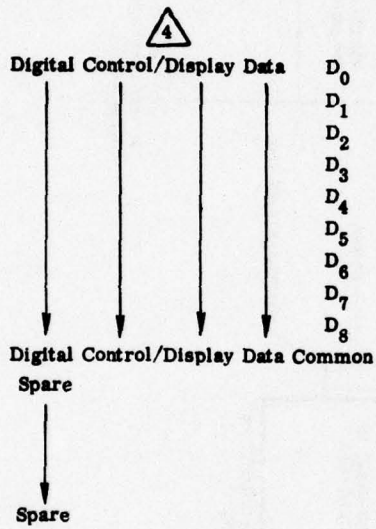 4
Digital Control/Display Data D₀
D₁
D₂
D₃
D₄
D₅
D₆
D₇
D₈
Digital Control/Display Data Common
Spare
Spare